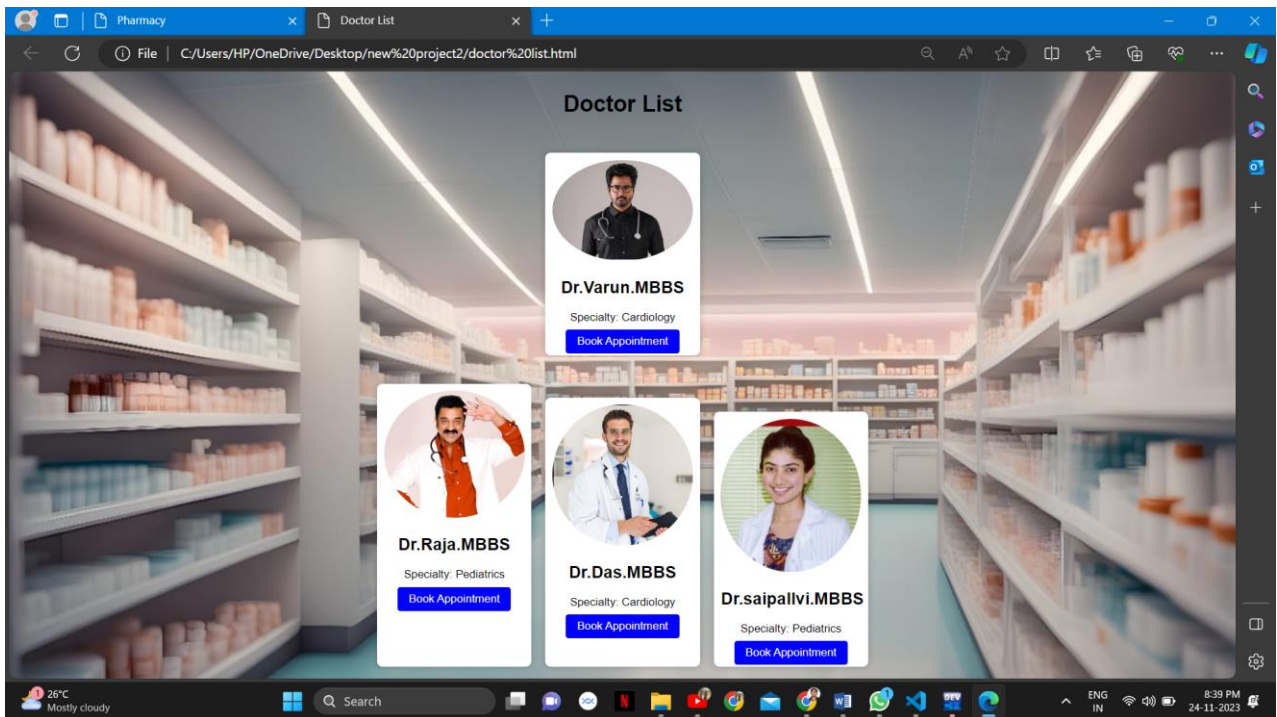 Pharmacy
Doctor List
File
C:/Users/HP/OneDrive/Desktop/new%20project2/doctor%20list.html
Doctor List
Dr.Varun.MBBS
Specialty: Cardiology
Book Appointment
Dr.Raja.MBBS
Specialty: Pediatrics
Book Appointment
Dr.Das.MBBS
Specialty: Cardiology
Book Appointment
Dr.saipallvi.MBBS
Specialty: Pediatrics
Book Appointment
1
26°C
Mostly cloudy
Search
DEV
ENG
IN
8:39 PM
24-11-2023